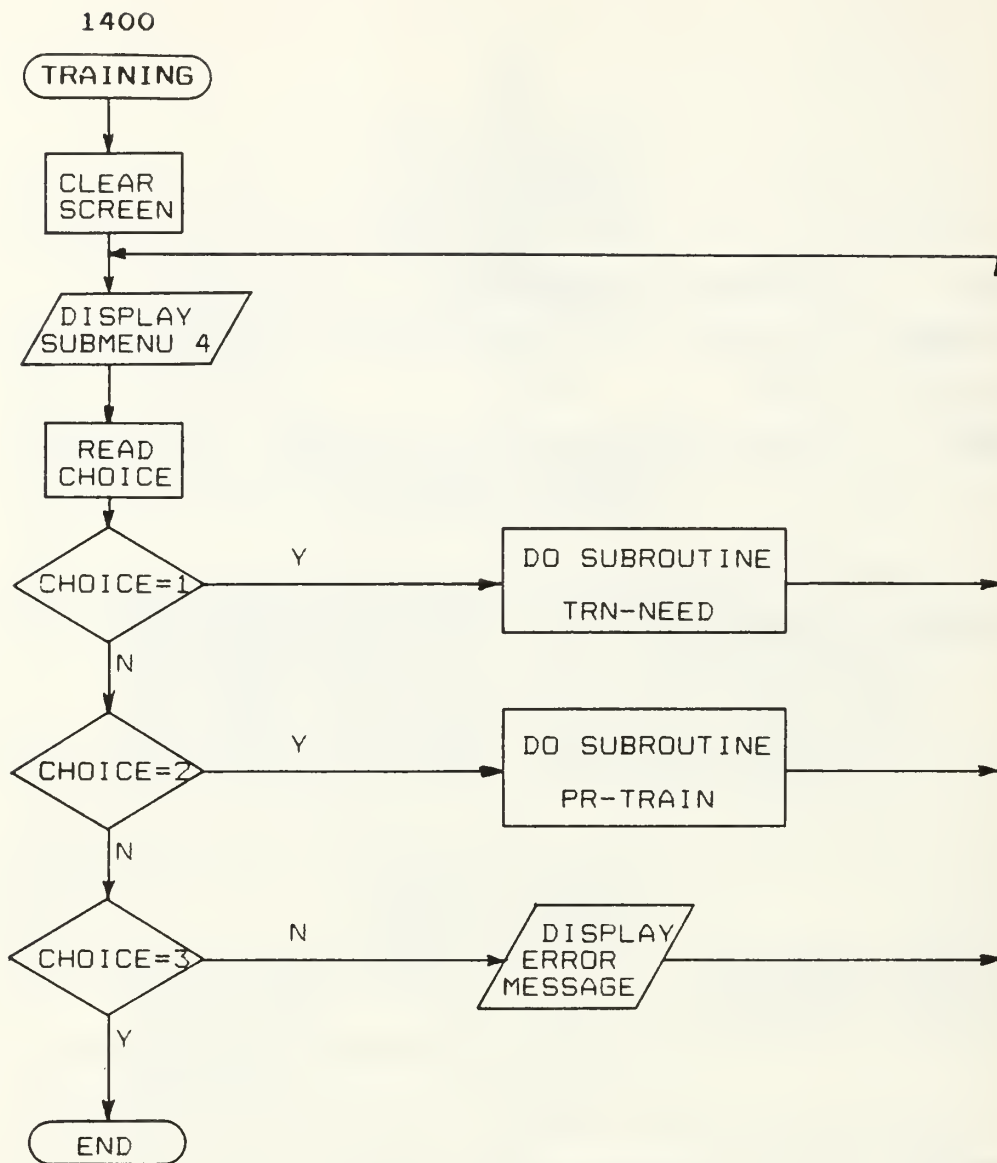 1400
TRAINING
CLEAR
SCREEN
DISPLAY
SUBMENU 4
READ
CHOICE
CHOICE=1
Y
DO SUBROUTINE
TRN-NEED
N
CHOICE=2
Y
DO SUBROUTINE
PR-TRAIN
N
CHOICE=3
N
DISPLAY
ERROR
MESSAGE
Y
END